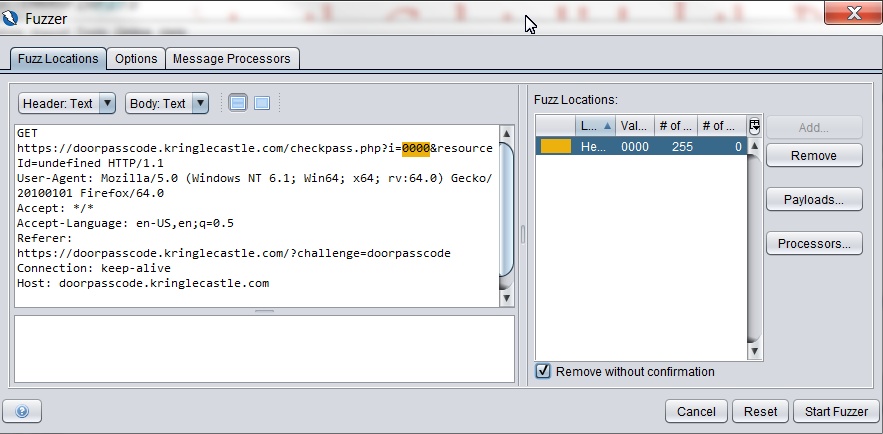 Fuzzer
Fuzz Locations
Options
Message Processors
Header: Text
Body: Text
GET
https://doorpasscode.kringlecastle.com/checkpass.php?i=0000&resource
Id=undefined HTTP/1.1
User-Agent: Mozilla/5.0 (Windows NT 6.1; Win64; x64; rv:64.0) Gecko/
20100101 Firefox/64.0
Accept: */*
Accept-Language: en-US,en;q=0.5
Referer:
https://doorpasscode.kringlecastle.com/?challenge=doorpasscode
Connection: keep-alive
Host: doorpasscode.kringlecastle.com
Fuzz Locations:
L... Val... # of ... # of ...
He... 0000 255 0
Add...
Remove
Payloads...
Processors...
Remove without confirmation
Cancel
Reset
Start Fuzzer